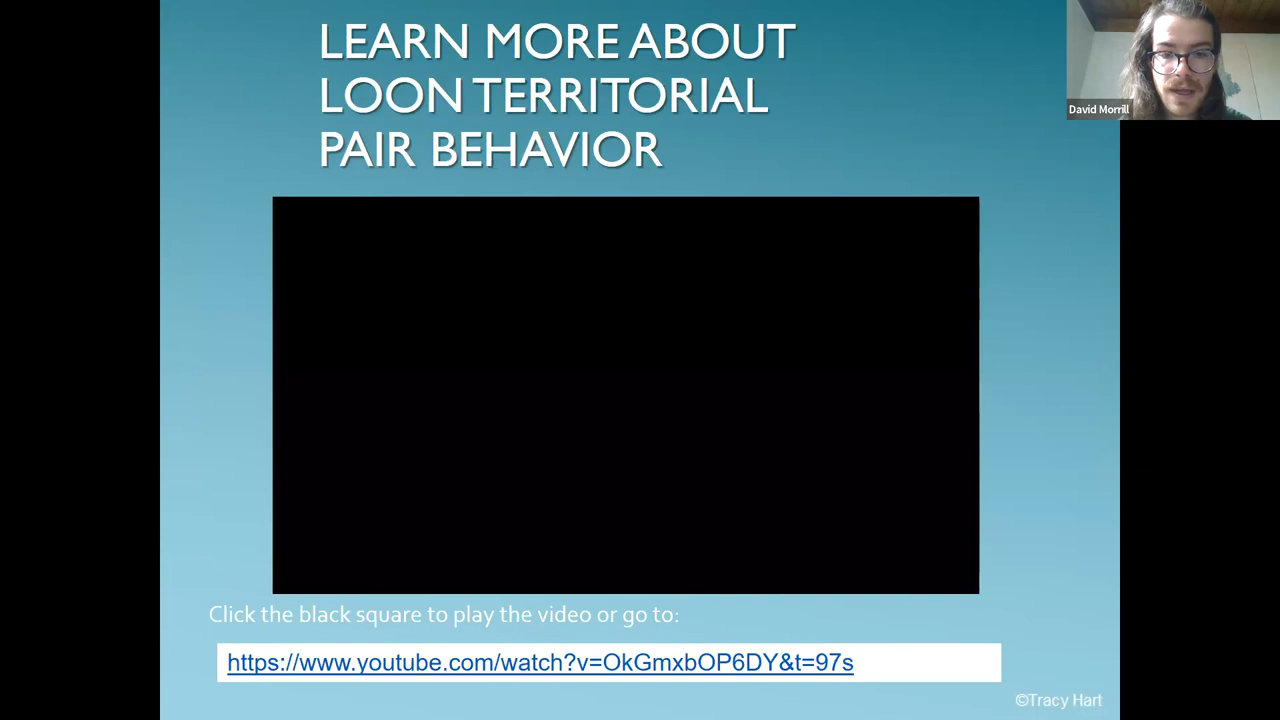 LEARN MORE ABOUT
LOON TERRITORIAL
PAIR BEHAVIOR
David Morrill
Click the black square to play the video or go to:
https://www.youtube.com/watch?v=OkGmxbOP6DY&t=97s
©Tracy Hart